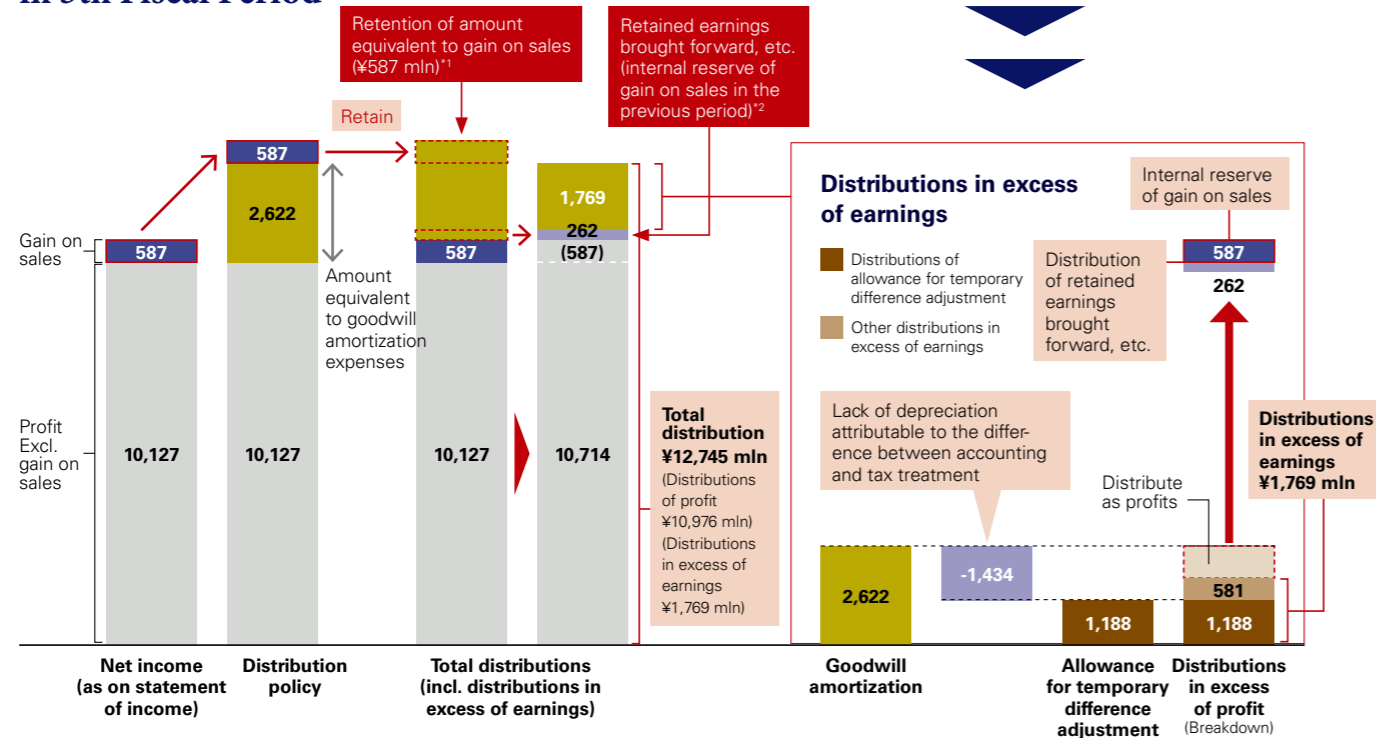 in 5th Fiscal Period
Retention of amount
equivalent to gain on sales
(¥587 mln)*1
Retained earnings
brought forward, etc.
(internal reserve of
gain on sales in the
previous period)*2
Retain
587
2,622
Gain on
sales
587
587
1,769
262
(587)
Amount
equivalent
to goodwill
amortization
expenses
Profit
Excl.
gain on
sales
10,127
10,127
10,127
10,714
Total
distribution
¥12,745 mln
(Distributions
of profit
¥10,976 mln)
(Distributions
in excess of
earnings
¥1,769 mln)
Net income
(as on statement
of income)
Distribution
policy
Total distributions
(incl. distributions in
excess of earnings)
Distributions in excess
of earnings
Distributions of
allowance for temporary
difference adjustment
Other distributions in
excess of earnings
Internal reserve
of gain on sales
587
262
Distribution
of retained
earnings
brought
forward, etc.
Lack of depreciation
attributable to the differ-
ence between accounting
and tax treatment
Distribute
as profits
Distributions
in excess of
earnings
¥1,769 mln
2,622
-1,434
1,188
581
1,188
Goodwill
amortization
Allowance
for temporary
difference
adjustment
Distributions
in excess
of profit
(Breakdown)